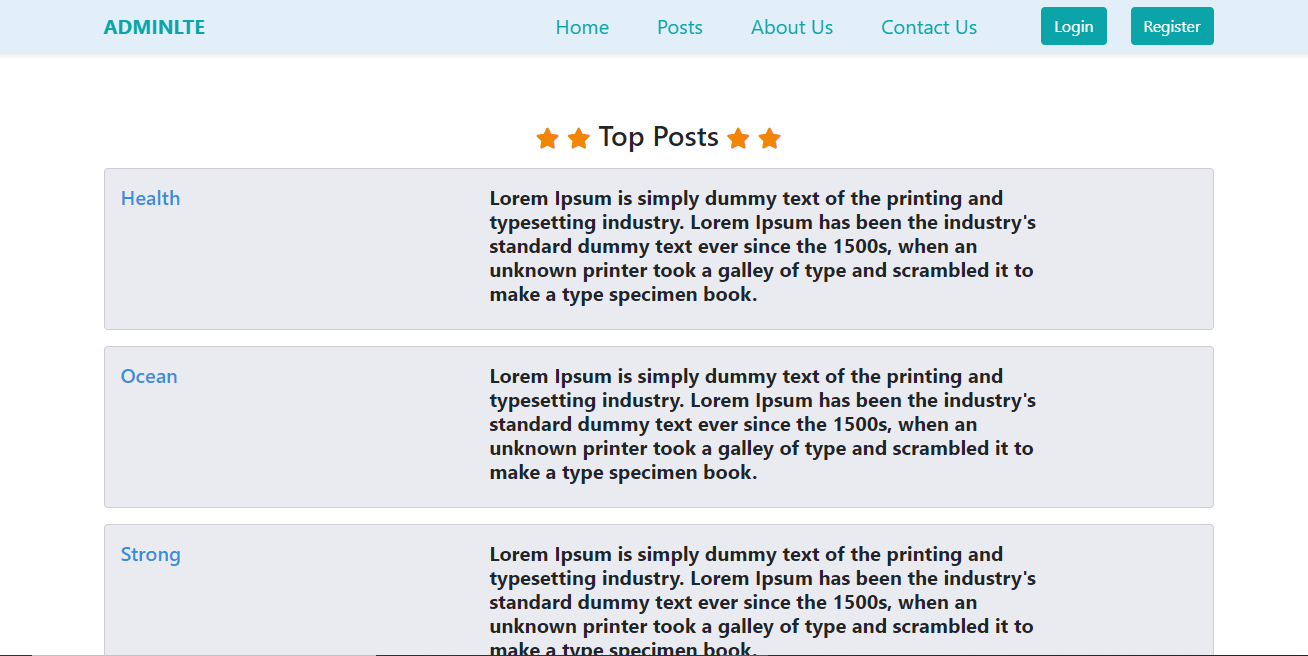 ADMINLTE
Home
Posts
About Us
Contact Us
Login
Register
Top Posts
Health
Lorem Ipsum is simply dummy text of the printing and
typesetting industry. Lorem Ipsum has been the industry's
standard dummy text ever since the 1500s, when an
unknown printer took a galley of type and scrambled it to
make a type specimen book.
Ocean
Lorem Ipsum is simply dummy text of the printing and
typesetting industry. Lorem Ipsum has been the industry's
standard dummy text ever since the 1500s, when an
unknown printer took a galley of type and scrambled it to
make a type specimen book.
Strong
Lorem Ipsum is simply dummy text of the printing and
typesetting industry. Lorem Ipsum has been the industry's
standard dummy text ever since the 1500s, when an
unknown printer took a galley of type and scrambled it to
make a type specimen book.